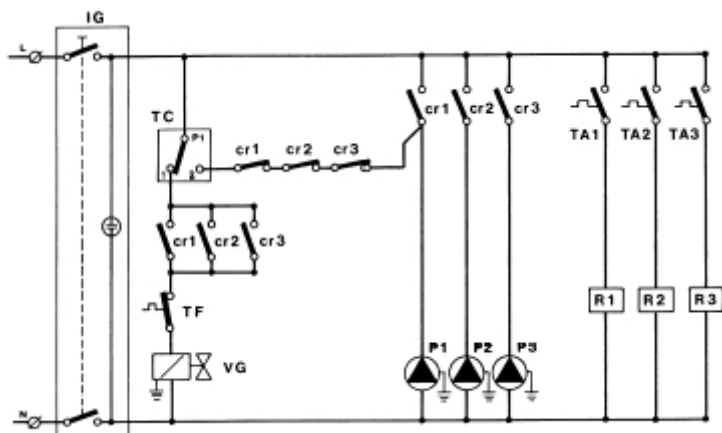 IG
L
TC
P1
1
2
cr1 cr2 cr3
cr1 cr2 cr3
TA1 TA2 TA3
cr1 cr2 cr3
TF
R1 R2 R3
VG
P1 P2 P3
N